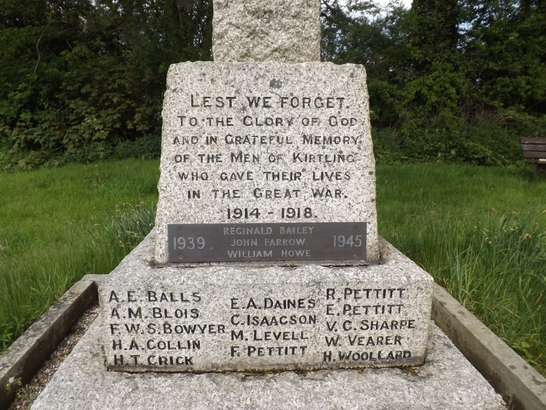 LEST WE FORGET.
TO THE GLORY OF GOD
AND IN GRATEFUL MEMORY
OF THE MEN OF KIRTLING
WHO GAVE THEIR LIVES
IN THE GREAT WAR.
1914 - 1918.
REGINALD BAILEY
1939 JOHN FARROW 1945
WILLIAM HOWE
A.E. BALLS
A.M. BLOIS
F.W.S. BOWYER
H.A. COLLIN
H.T. CRICK
E.A. DAINES
C. ISAACSON
M. LEVELL
F. PETTITT
R. PETTITT
E. PETTITT
V.C. SHARPE
W. VEARER
H. WOOLLARD